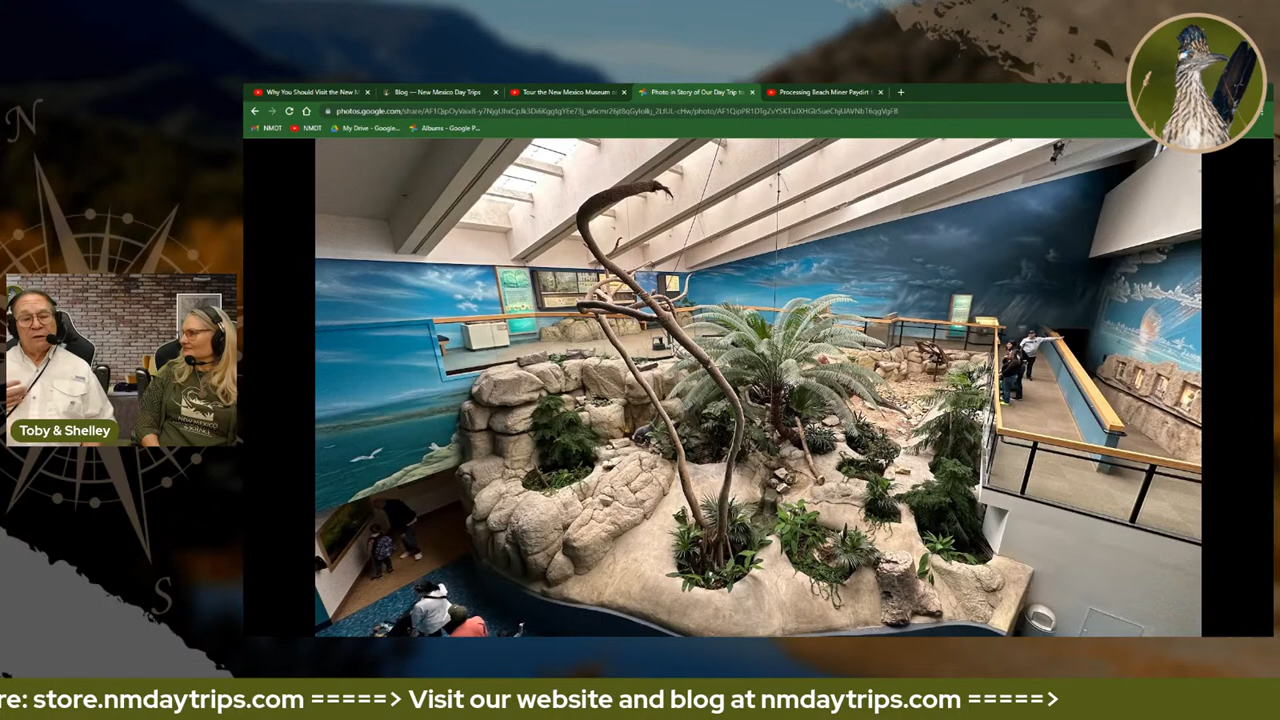 Why You Should Visit the New M
Blog — New Mexico Day Trips
Tour the New Mexico Museum o
Photo in Story of Our Day Trip to
Processing Beach Miner Paydirt f
NMDT
NMDT
My Drive - Google...
Albums - Google P...
N
Toby & Shelley
S
re: store.nmdaytrips.com =====> Visit our website and blog at nmdaytrips.com =====>